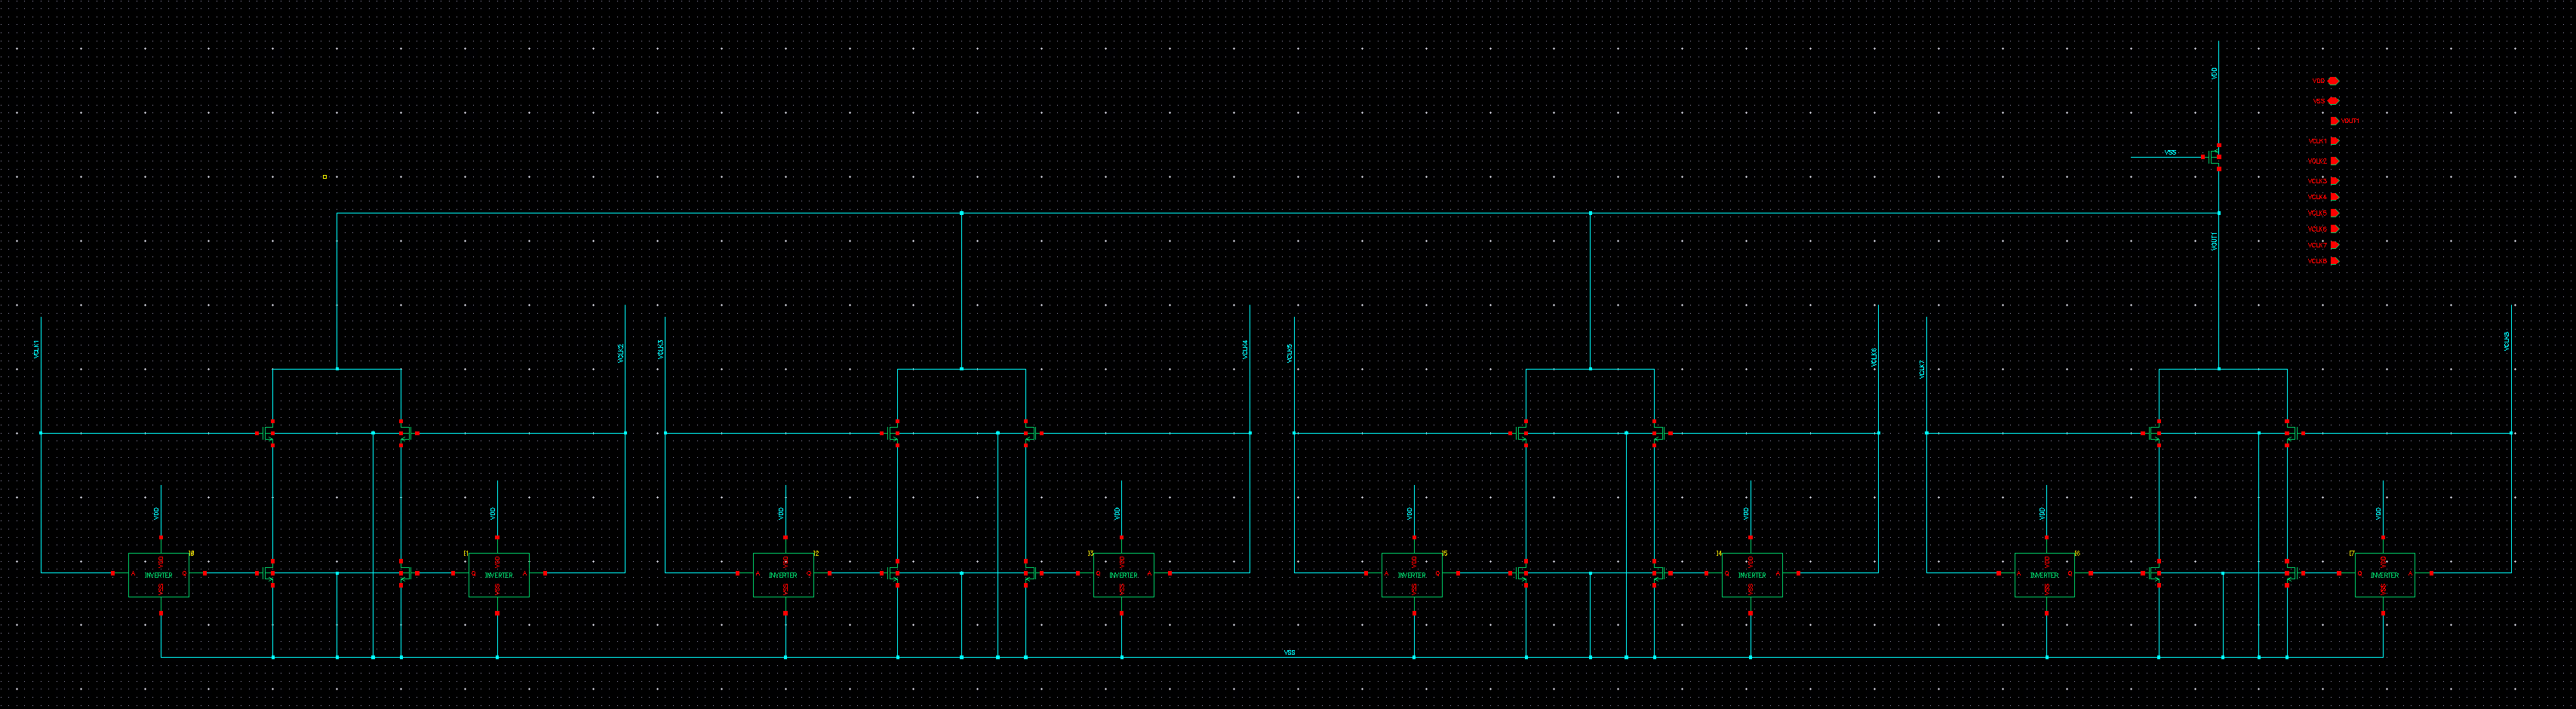 VDD
VDD
VSS
VOUT1
VCLK1
VSS
VCLK2
VCLK3
VCLK4
VCLK5
VCLK6
VCLK7
VCLK8
VOUT1
VCLK1
VCLK2
VCLK3
VCLK4
VCLK5
VCLK6
VCLK7
VCLK8
VDD
VDD
VDD
VDD
VDD
VDD
VDD
VDD
I0
I1
I2
I3
I5
I4
I6
I7
VDD
VDD
VDD
VDD
VDD
VDD
VDD
VDD
A INVERTER Q
Q INVERTER A
A INVERTER Q
Q INVERTER A
A INVERTER Q
Q INVERTER A
A INVERTER Q
Q INVERTER A
VSS
VSS
VSS
VSS
VSS
VSS
VSS
VSS
VSS